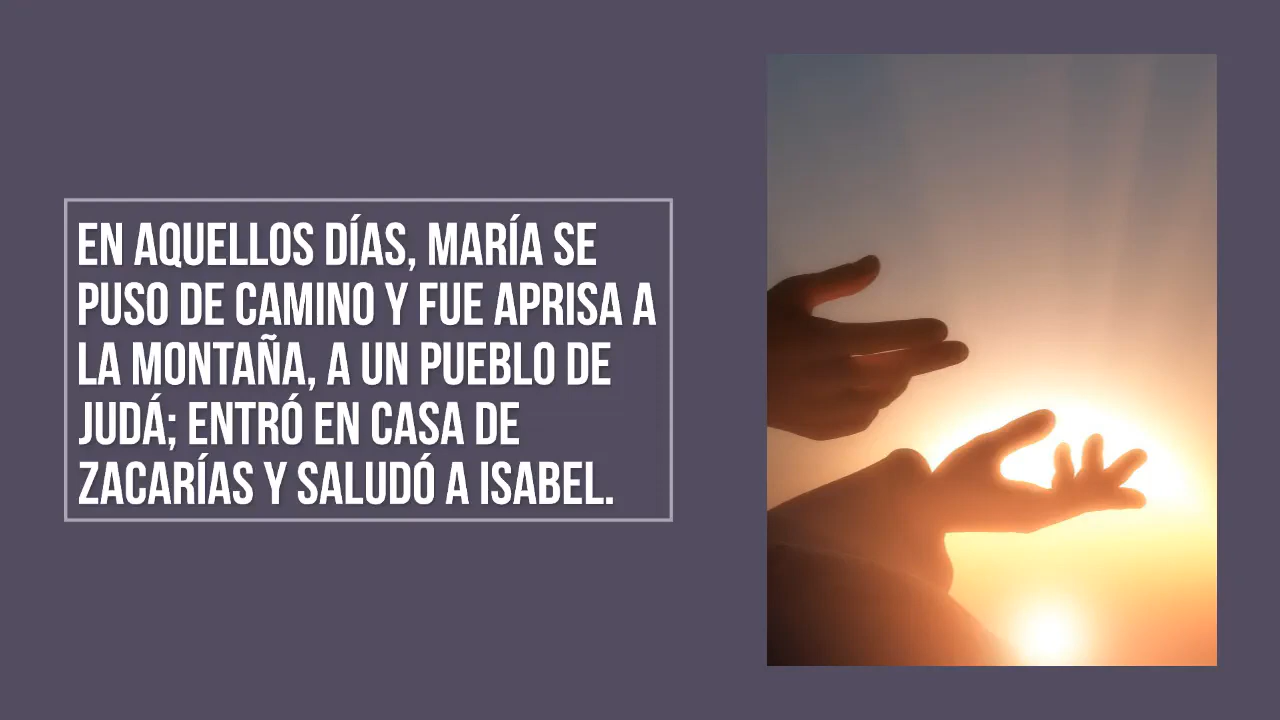 EN AQUELLOS DÍAS, MARÍA SE
PUSO DE CAMINO Y FUE APRISA A
LA MONTAÑA, A UN PUEBLO DE
JUDÁ; ENTRÓ EN CASA DE
ZACARÍAS Y SALUDÓ A ISABEL.